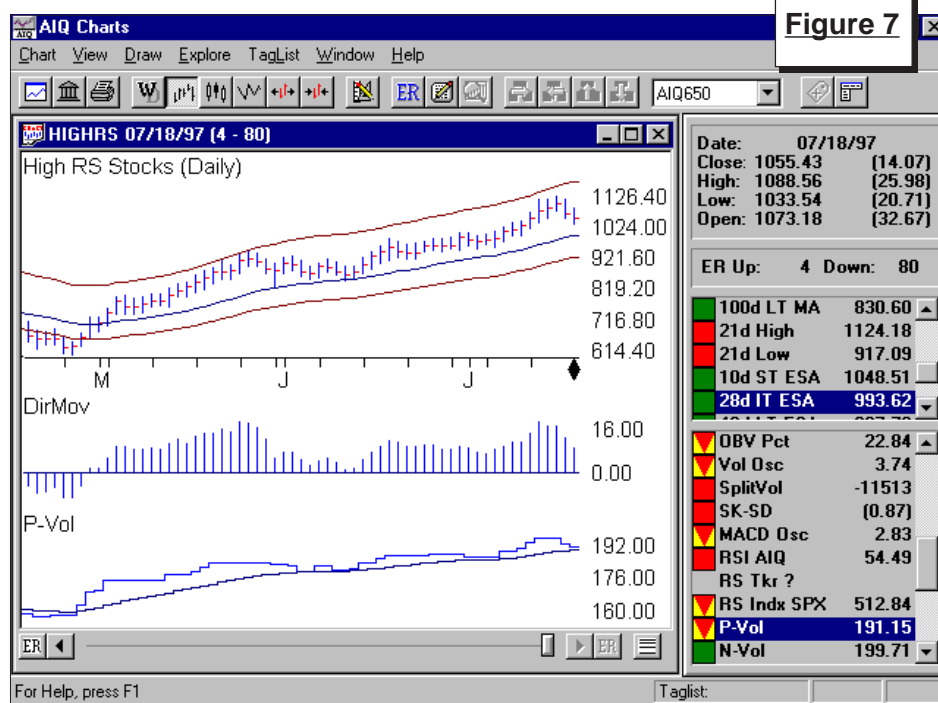 Figure 7
AIQ Charts
Chart View Draw Explore TagList Window Help
ER
AIQ650
HIGHRS 07/18/97 (4 - 80)
High RS Stocks (Daily)
1126.40
1024.00
921.60
819.20
716.80
614.40
M J J
DirMov
16.00
0.00
P-Vol
192.00
176.00
160.00
ER ER
Date: 07/18/97
Close: 1055.43 (14.07)
High: 1088.56 (25.98)
Low: 1033.54 (20.71)
Open: 1073.18 (32.67)
ER Up: 4 Down: 80
100d LT MA 830.60
21d High 1124.18
21d Low 917.09
10d ST ESA 1048.51
28d IT ESA 993.62
OBV Pct 22.84
Vol Osc 3.74
SplitVol -11513
SK-SD (0.87)
MACD Osc 2.83
RSI AIQ 54.49
RS Tkr ?
RS Indx SPX 512.84
P-Vol 191.15
N-Vol 199.71
For Help, press F1
Taglist: